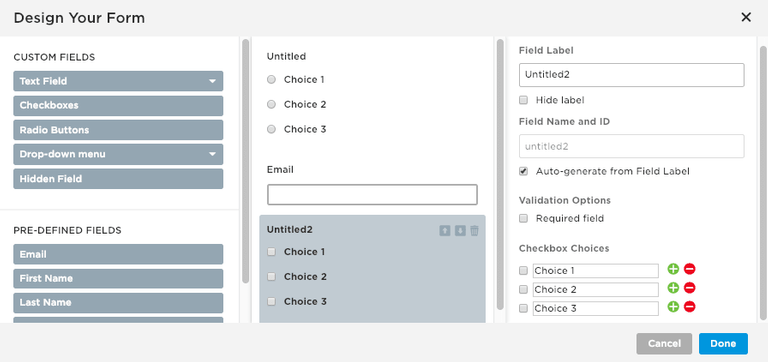 Design Your Form
CUSTOM FIELDS
Text Field
Checkboxes
Radio Buttons
Drop-down menu
Hidden Field
PRE-DEFINED FIELDS
Email
First Name
Last Name
Untitled
Choice 1
Choice 2
Choice 3
Email
Untitled2
Choice 1
Choice 2
Choice 3
Field Label
Untitled2
Hide label
Field Name and ID
untitled2
Auto-generate from Field Label
Validation Options
Required field
Checkbox Choices
Choice 1
Choice 2
Choice 3
Cancel
Done